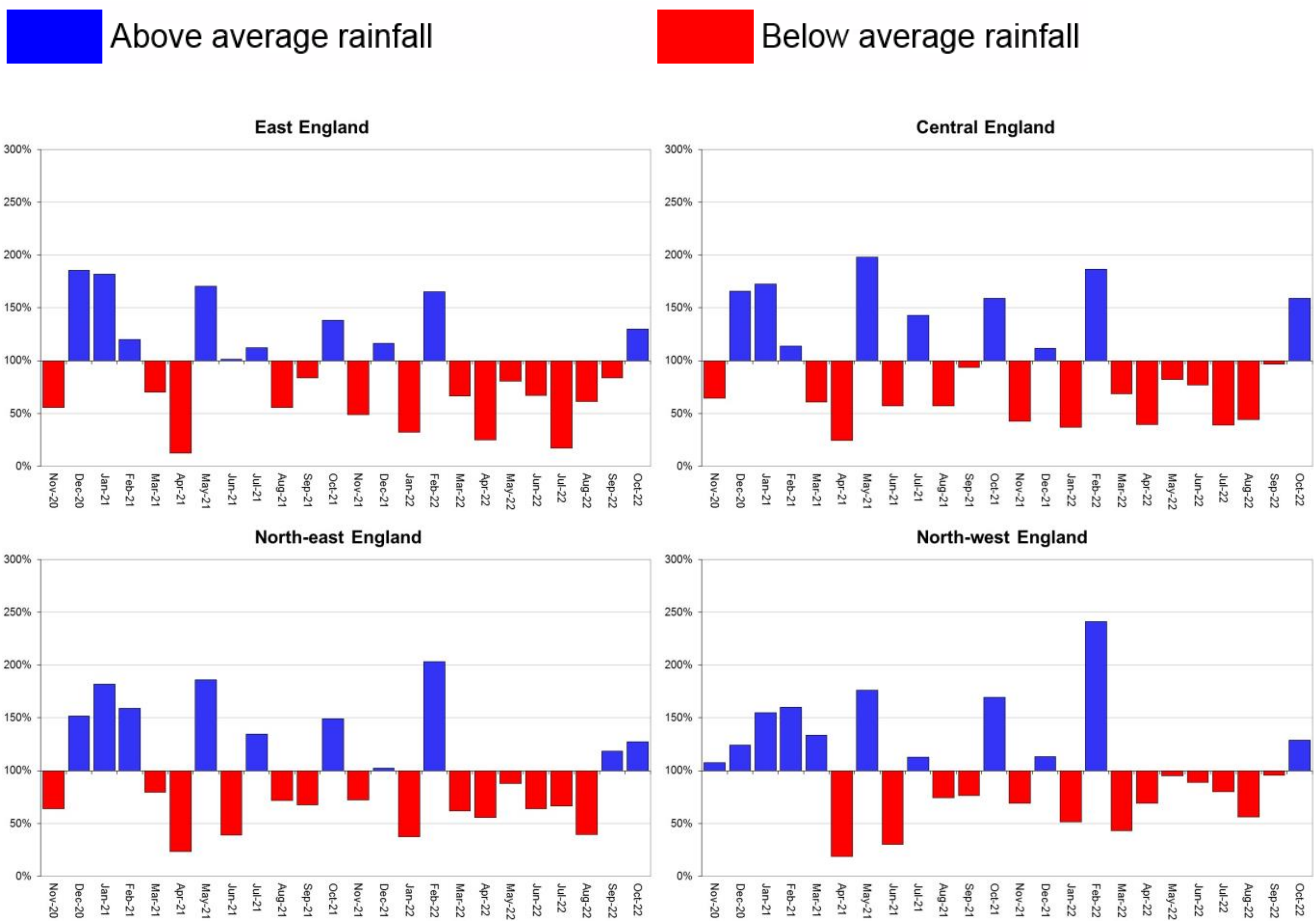 Above average rainfall
Below average rainfall
East England
300%
250%
200%
150%
100%
50%
0%
Nov-20
Dec-20
Jan-21
Feb-21
Mar-21
Apr-21
May-21
Jun-21
Jul-21
Aug-21
Sep-21
Oct-21
Nov-21
Dec-21
Jan-22
Feb-22
Mar-22
Apr-22
May-22
Jun-22
Jul-22
Aug-22
Sep-22
Oct-22
Central England
300%
250%
200%
150%
100%
50%
0%
Nov-20
Dec-20
Jan-21
Feb-21
Mar-21
Apr-21
May-21
Jun-21
Jul-21
Aug-21
Sep-21
Oct-21
Nov-21
Dec-21
Jan-22
Feb-22
Mar-22
Apr-22
May-22
Jun-22
Jul-22
Aug-22
Sep-22
Oct-22
North-east England
300%
250%
200%
150%
100%
50%
0%
Nov-20
Dec-20
Jan-21
Feb-21
Mar-21
Apr-21
May-21
Jun-21
Jul-21
Aug-21
Sep-21
Oct-21
Nov-21
Dec-21
Jan-22
Feb-22
Mar-22
Apr-22
May-22
Jun-22
Jul-22
Aug-22
Sep-22
Oct-22
North-west England
300%
250%
200%
150%
100%
50%
0%
Nov-20
Dec-20
Jan-21
Feb-21
Mar-21
Apr-21
May-21
Jun-21
Jul-21
Aug-21
Sep-21
Oct-21
Nov-21
Dec-21
Jan-22
Feb-22
Mar-22
Apr-22
May-22
Jun-22
Jul-22
Aug-22
Sep-22
Oct-22